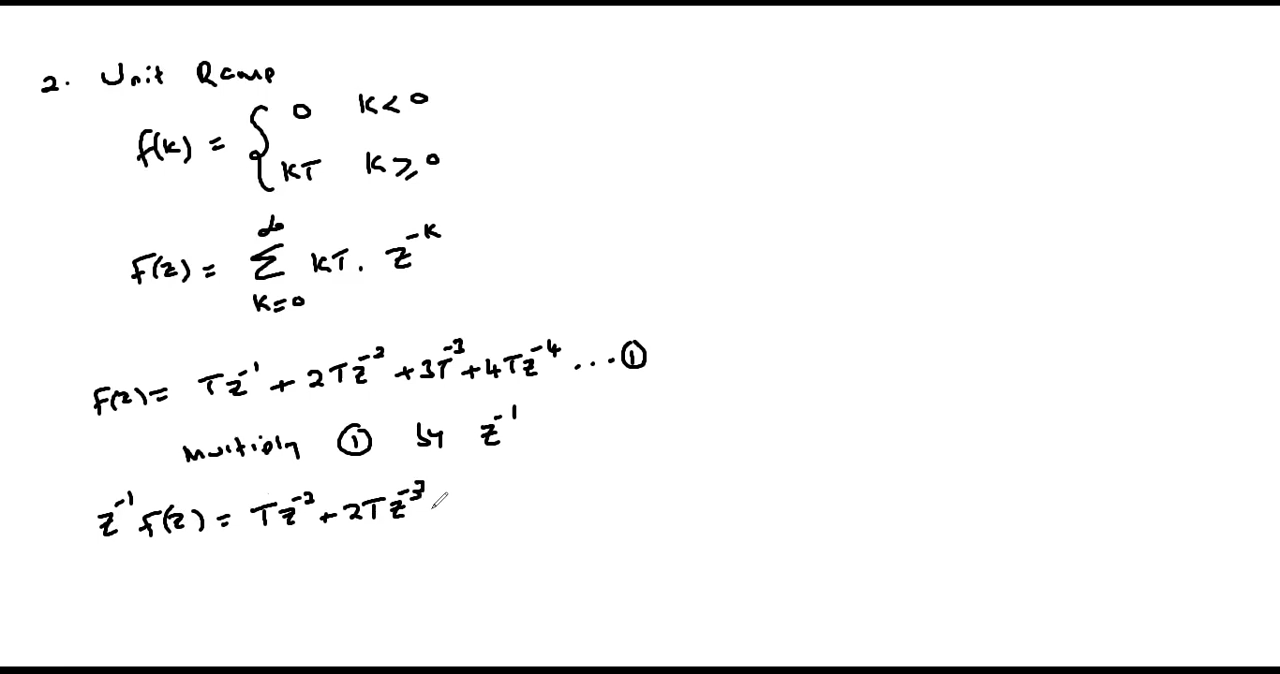 2. Unit Ramp
f(k) = { 0 k < 0
kT k ≥ 0
F(z) = ∞ Σ k=0 kT . z^-k
F(z) = Tz^-1 + 2Tz^-2 + 3T^-3 + 4Tz^-4 ... ①
Multiply ① by z^-1
z^-1 F(z) = Tz^-2 + 2Tz^-3